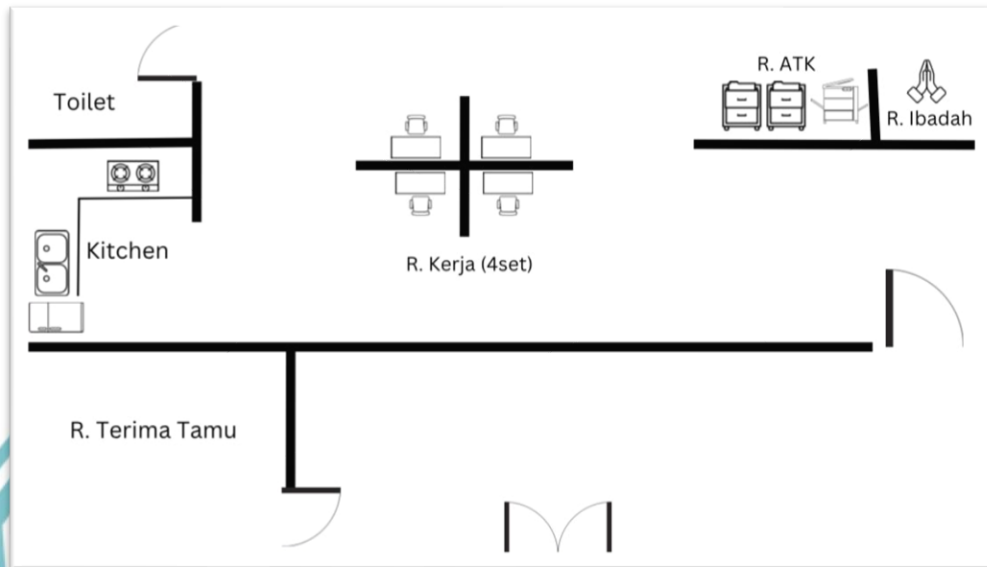 R. ATK
Toilet
R. Ibadah
Kitchen
R. Kerja (4set)
R. Terima Tamu